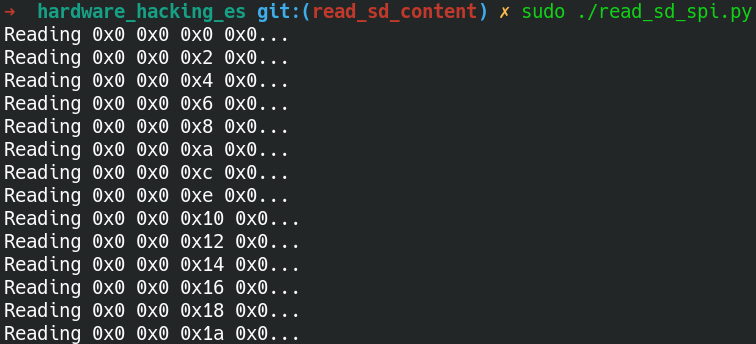 ➜  hardware_hacking_es git:(read_sd_content) ✗ sudo ./read_sd_spi.py
Reading 0x0 0x0 0x0 0x0...
Reading 0x0 0x0 0x2 0x0...
Reading 0x0 0x0 0x4 0x0...
Reading 0x0 0x0 0x6 0x0...
Reading 0x0 0x0 0x8 0x0...
Reading 0x0 0x0 0xa 0x0...
Reading 0x0 0x0 0xc 0x0...
Reading 0x0 0x0 0xe 0x0...
Reading 0x0 0x0 0x10 0x0...
Reading 0x0 0x0 0x12 0x0...
Reading 0x0 0x0 0x14 0x0...
Reading 0x0 0x0 0x16 0x0...
Reading 0x0 0x0 0x18 0x0...
Reading 0x0 0x0 0x1a 0x0...